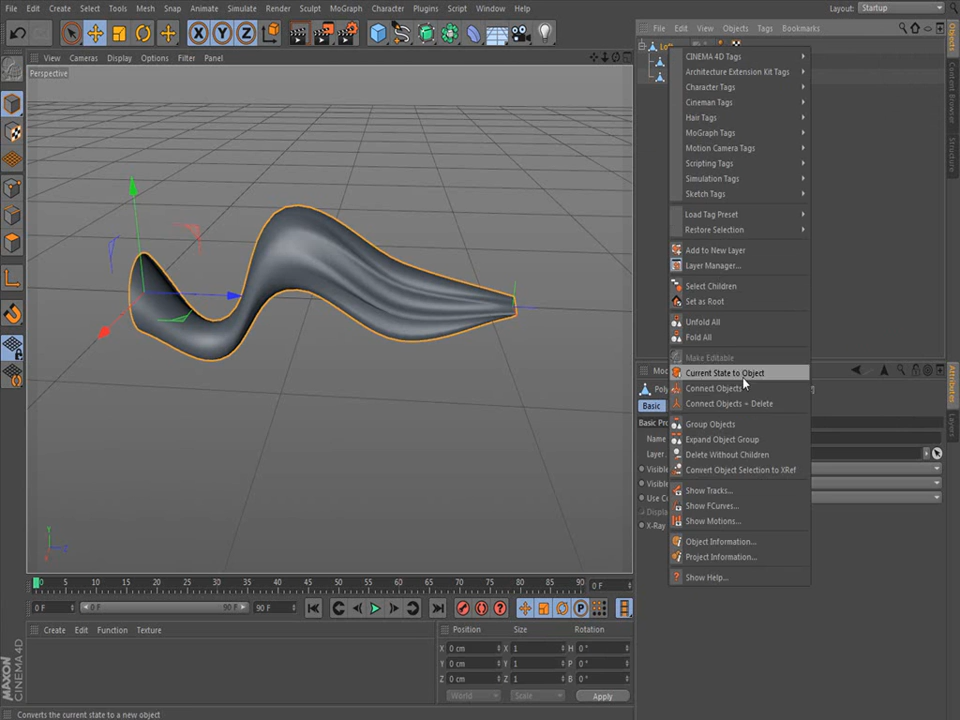 File Edit Create Select Tools Mesh Snap Animate Simulate Render Sculpt MoGraph Character Plugins Script Window Help
Layout: Startup
X Y Z
View Cameras Display Options Filter Panel
File Edit View Objects Tags Bookmarks
Perspective
CINEMA 4D Tags
Architecture Extension Kit Tags
Character Tags
Cineman Tags
Hair Tags
MoGraph Tags
Motion Camera Tags
Scripting Tags
Simulation Tags
Sketch Tags
Load Tag Preset
Restore Selection
Add to New Layer
Layer Manager...
Select Children
Set as Root
Unfold All
Fold All
Make Editable
Current State to Object
Connect Objects
Connect Objects + Delete
Group Objects
Expand Object Group
Delete Without Children
Convert Object Selection to XRef
Show Tracks...
Show FCurves...
Show Motions...
Object Information...
Project Information...
Show Help...
Basic
Basic Pro
Name
Layer
Visible
Visible
Use C
Displa
X-Ray
Objects
Content Browser
Structure
Attributes
Layers
0 5 10 15 20 25 30 35 40 45 50 55 60 65 70 75 80 85 90 0 F
0 F 0 F 90 F 90 F
Create Edit Function Texture
Position Size Rotation
X 0 cm X 1 H 0 °
Y 0 cm Y 1 P 0 °
Z 0 cm Z 1 B 0 °
World Scale Apply
MAXON
CINEMA 4D
Converts the current state to a new object